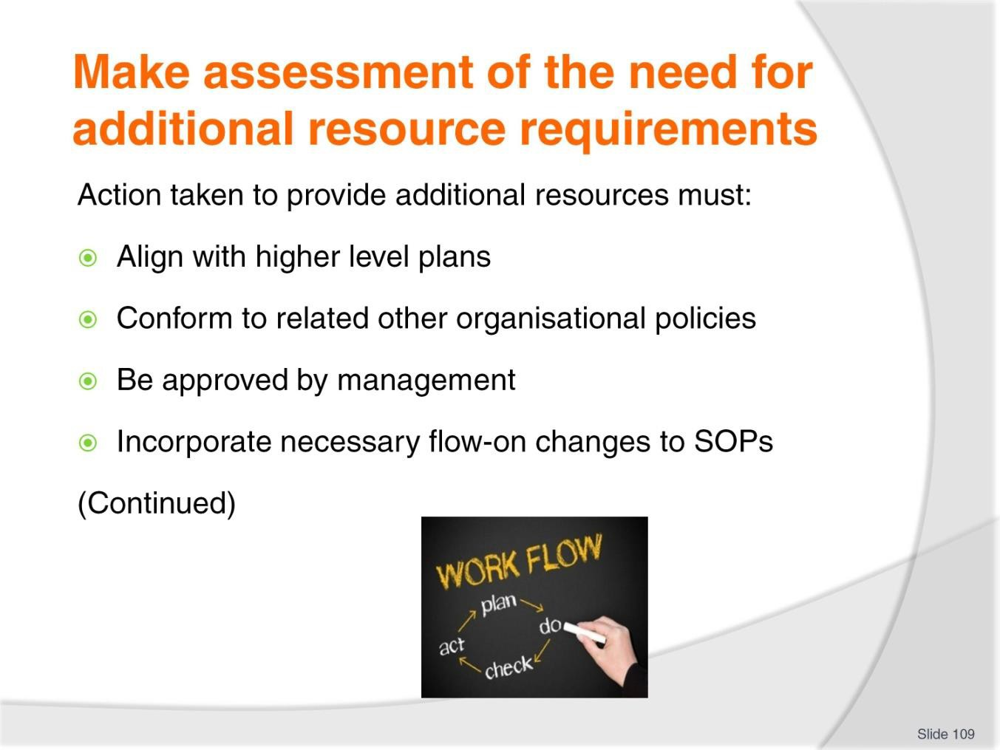 Make assessment of the need for
additional resource requirements
Action taken to provide additional resources must:
Align with higher level plans
Conform to related other organisational policies
Be approved by management
Incorporate necessary flow-on changes to SOPs
(Continued)
WORK FLOW
plan
do
act
check
Slide 109